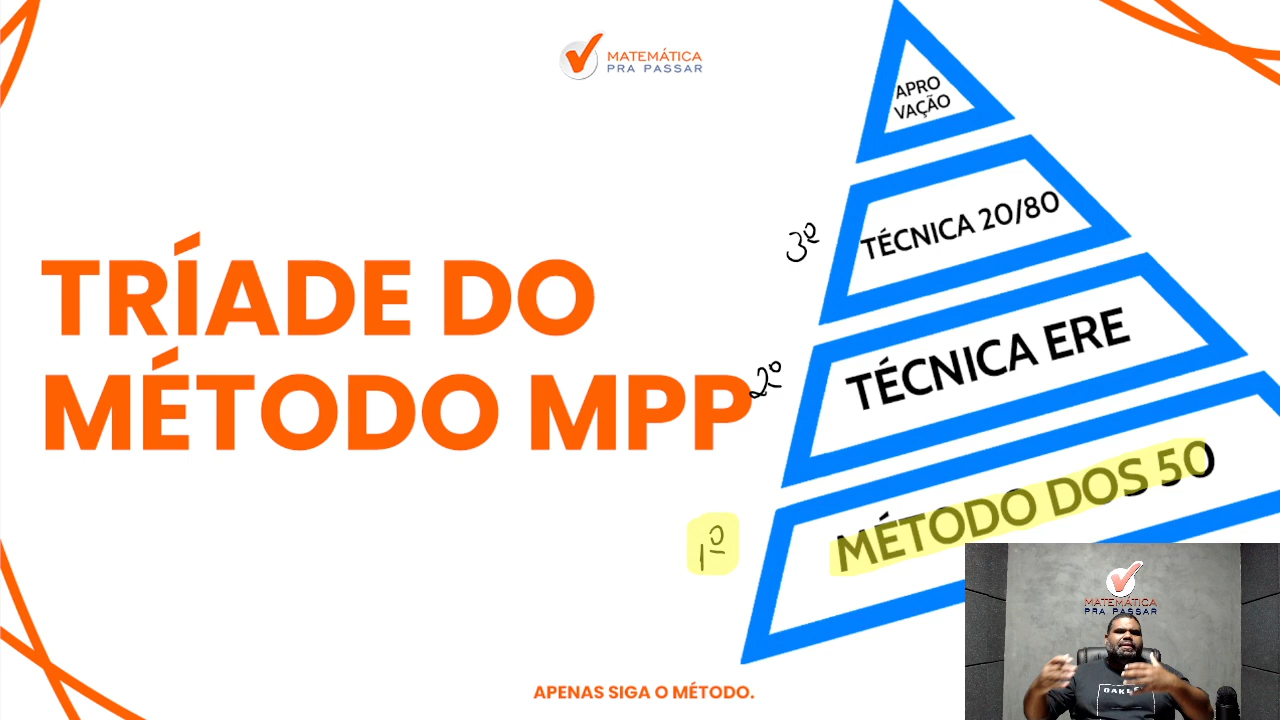 MATEMÁTICA
PRA PASSAR
APRO
VAÇÃO
3º
TÉCNICA 20/80
TRÍADE DO
MÉTODO MPP
2º
TÉCNICA ERE
1º
MÉTODO DOS 50
MATEMÁTICA
PRA PASSAR
OAKLEY
APENAS SIGA O MÉTODO.